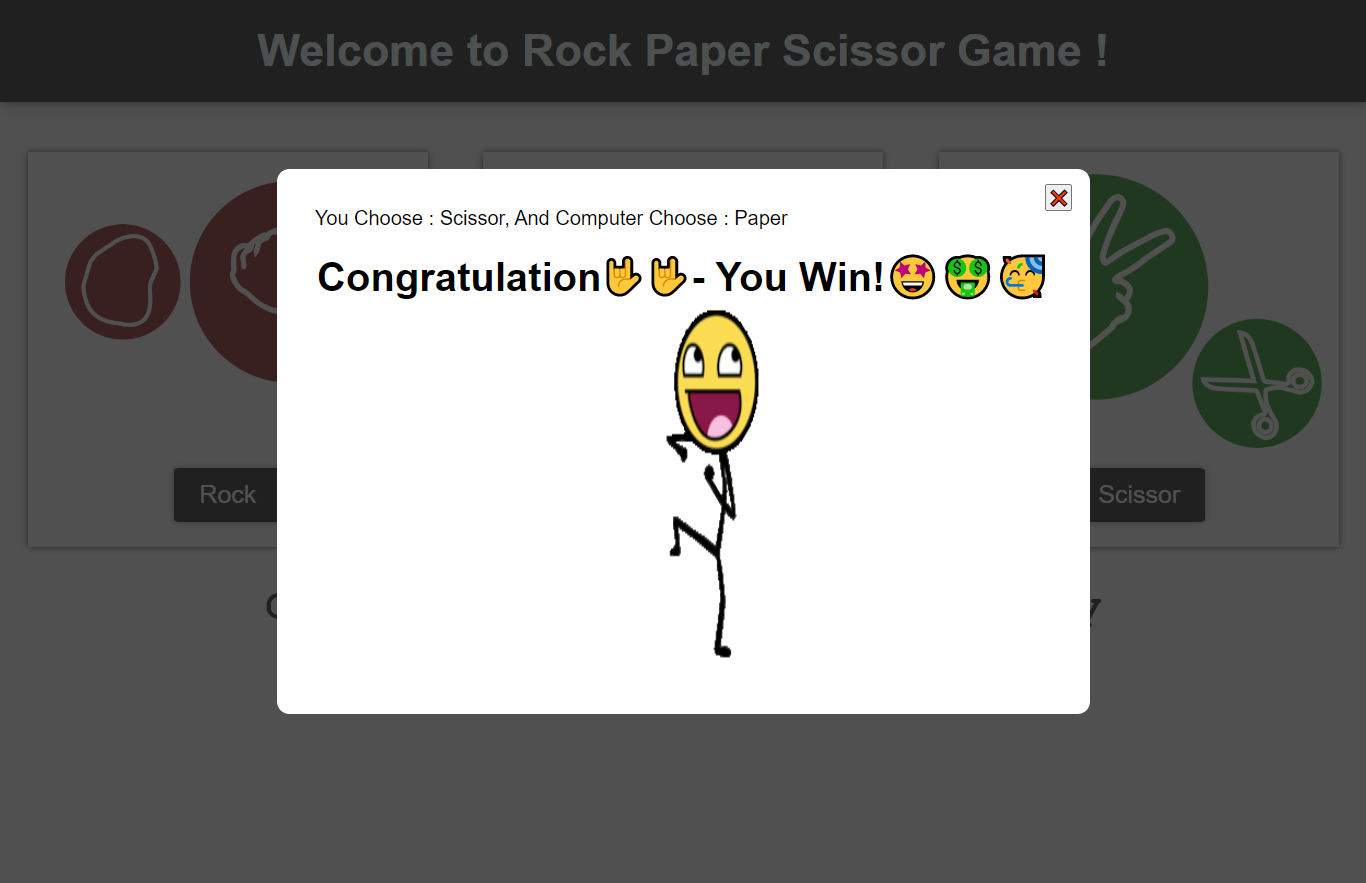 Welcome to Rock Paper Scissor Game !
You Choose : Scissor, And Computer Choose : Paper
Congratulation🤟🤟- You Win!🤩🤑🥳
Rock
Scissor